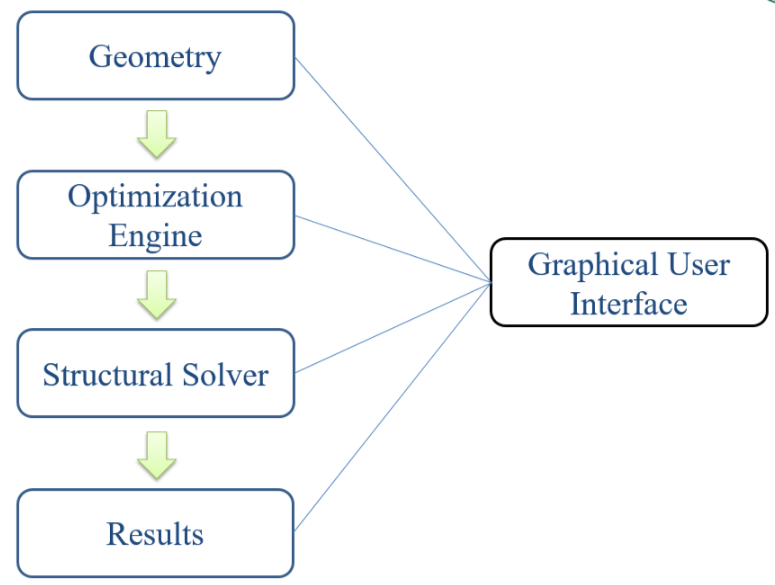 Geometry
Optimization
Engine
Graphical User
Interface
Structural Solver
Results